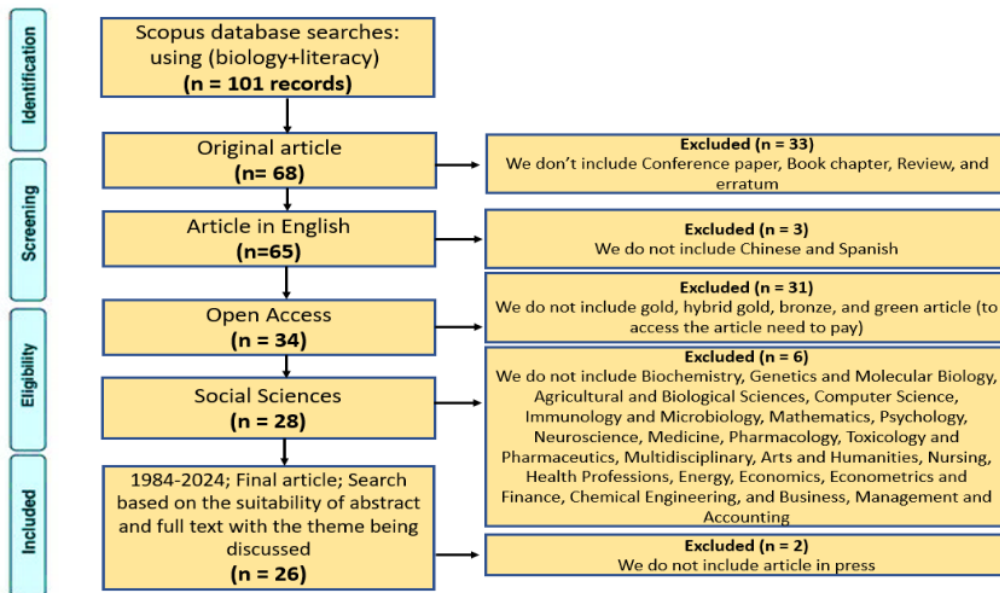 Identification
Scopus database searches:
using (biology+literacy)
(n = 101 records)
Original article
(n= 68)
Excluded (n = 33)
We don't include Conference paper, Book chapter, Review, and
erratum
Screening
Article in English
(n=65)
Excluded (n = 3)
We do not include Chinese and Spanish
Eligibility
Open Access
(n = 34)
Excluded (n = 31)
We do not include gold, hybrid gold, bronze, and green article (to
access the article need to pay)
Social Sciences
(n = 28)
Excluded (n = 6)
We do not include Biochemistry, Genetics and Molecular Biology,
Agricultural and Biological Sciences, Computer Science,
Immunology and Microbiology, Mathematics, Psychology,
Neuroscience, Medicine, Pharmacology, Toxicology and
Pharmaceutics, Multidisciplinary, Arts and Humanities, Nursing,
Health Professions, Energy, Economics, Econometrics and
Finance, Chemical Engineering, and Business, Management and
Accounting
Included
1984-2024; Final article; Search
based on the suitability of abstract
and full text with the theme being
discussed
(n = 26)
Excluded (n = 2)
We do not include article in press